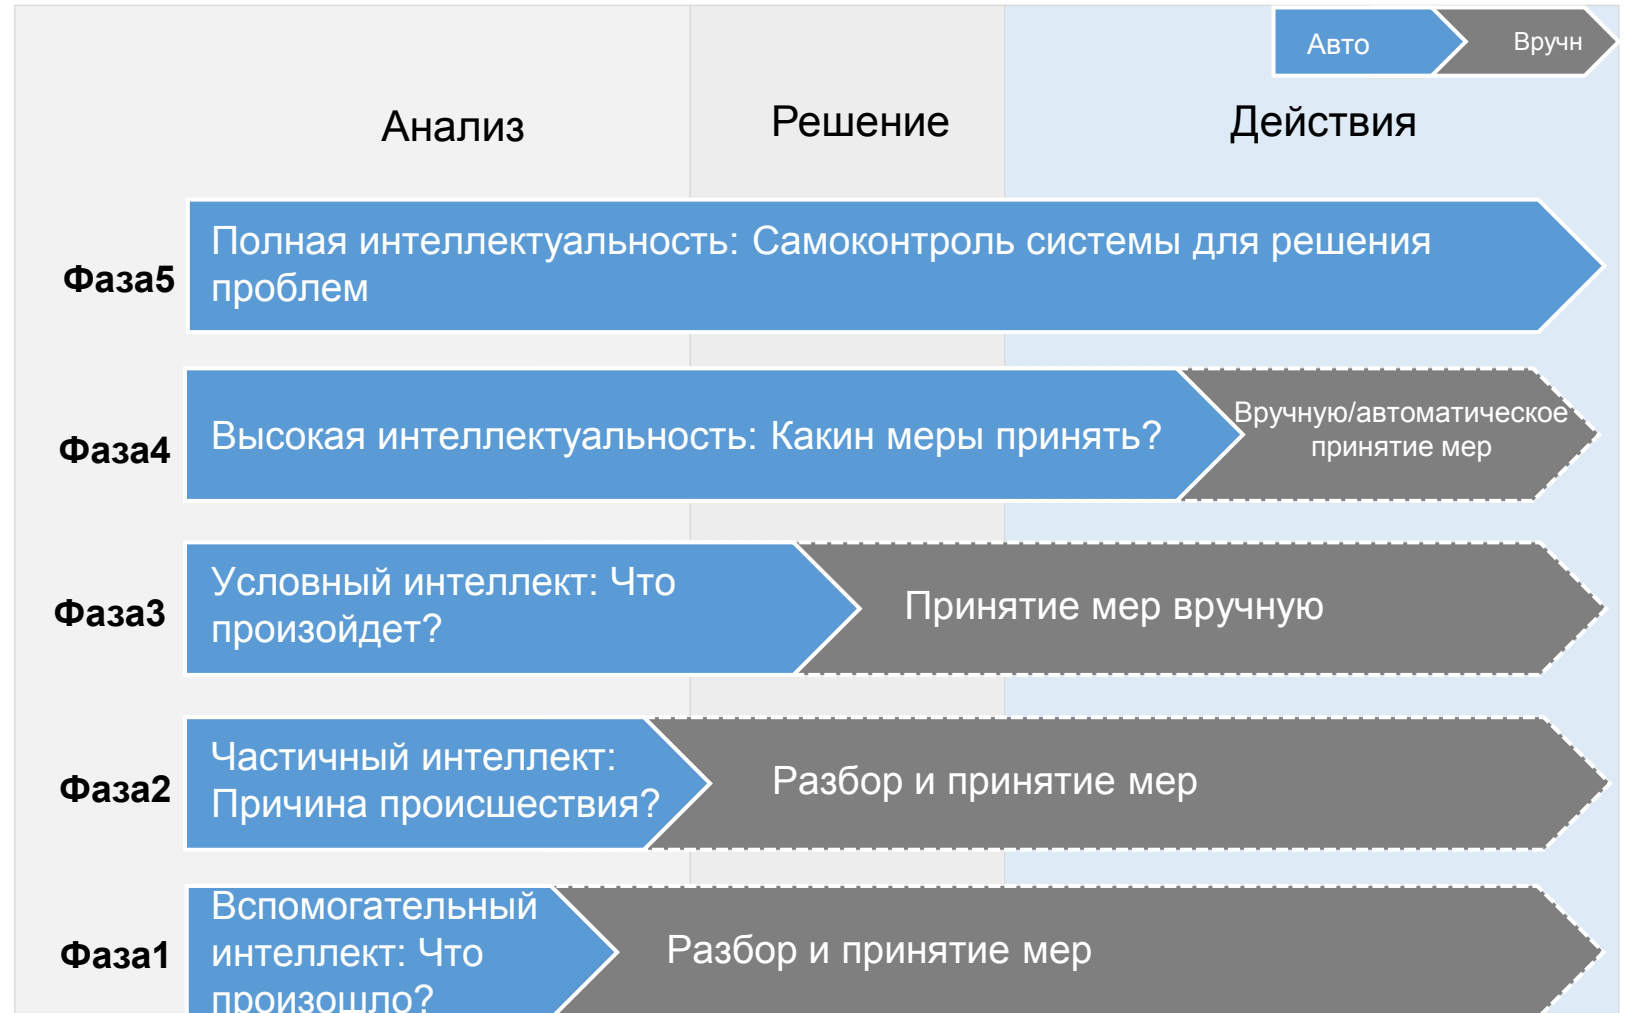 Авто
Вручн
Анализ
Решение
Действия
Фаза5
Полная интеллектуальность: Самоконтроль системы для решения
проблем
Фаза4
Высокая интеллектуальность: Какин меры принять?
Вручную/автоматическое
принятие мер
Фаза3
Условный интеллект: Что
произойдет?
Принятие мер вручную
Фаза2
Частичный интеллект:
Причина происшествия?
Разбор и принятие мер
Фаза1
Вспомогательный
интеллект: Что
произошло?
Разбор и принятие мер